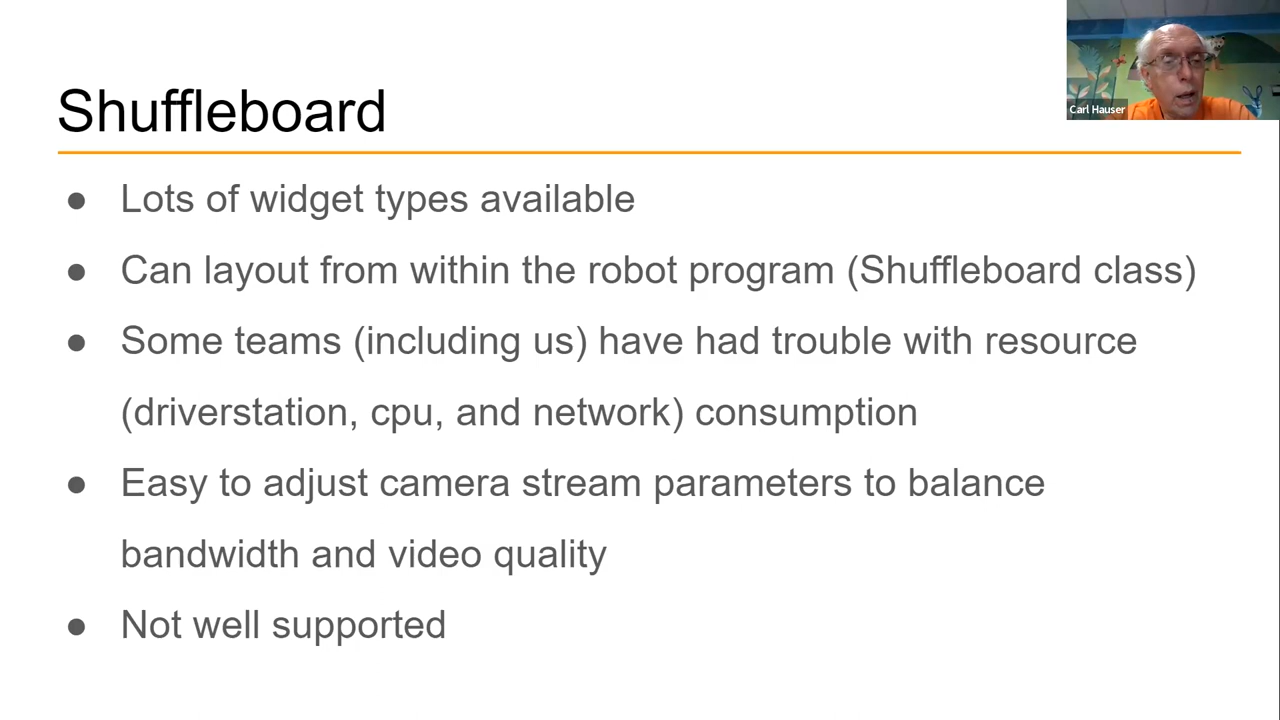 Shuffleboard
Carl Hauser
● Lots of widget types available
● Can layout from within the robot program (Shuffleboard class)
● Some teams (including us) have had trouble with resource
(driverstation, cpu, and network) consumption
● Easy to adjust camera stream parameters to balance
bandwidth and video quality
● Not well supported